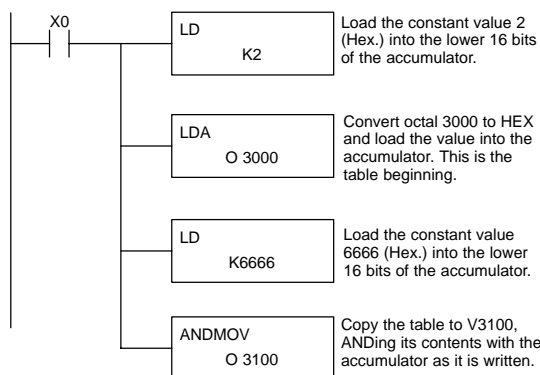 X0
LD
K2
Load the constant value 2
(Hex.) into the lower 16 bits
of the accumulator.
LDA
O 3000
Convert octal 3000 to HEX
and load the value into the
accumulator. This is the
table beginning.
LD
K6666
Load the constant value
6666 (Hex.) into the lower
16 bits of the accumulator.
ANDMOV
O 3100
Copy the table to V3100,
ANDing its contents with the
accumulator as it is written.